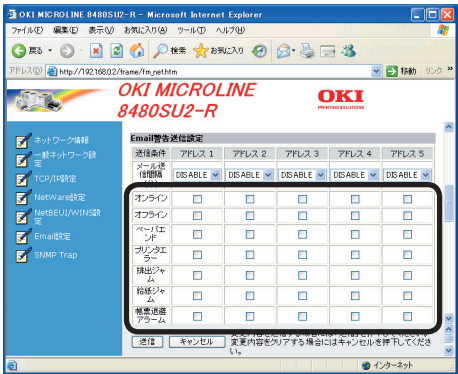 OKI MICROLINE 8480SU2-R - Microsoft Internet Explorer
ファイル(F) 編集(E) 表示(V) お気に入り(A) ツール(T) ヘルプ(H)
戻る 検索 お気に入り
アドレス(D) http://192.168.0.2/frame/fm_net.htm 移動 リンク »
OKI MICROLINE
8480SU2-R
OKI
PRINTING SOLUTIONS
ネットワーク情報
一般ネットワーク設定
TCP/IP設定
NetWare設定
NetBEUI/WINS設定
Email設定
SNMP Trap
Email警告送信設定
送信条件 アドレス 1 アドレス 2 アドレス 3 アドレス 4 アドレス 5
メール送信間隔 DISABLE DISABLE DISABLE DISABLE DISABLE
オンライン
オフライン
ペーパエンド
プリンタエラー
排出ジャム
給紙ジャム
帳票退避アラーム
送信 キャンセル
変更内容をクリアする場合にはキャンセルを押下してください。
インターネット